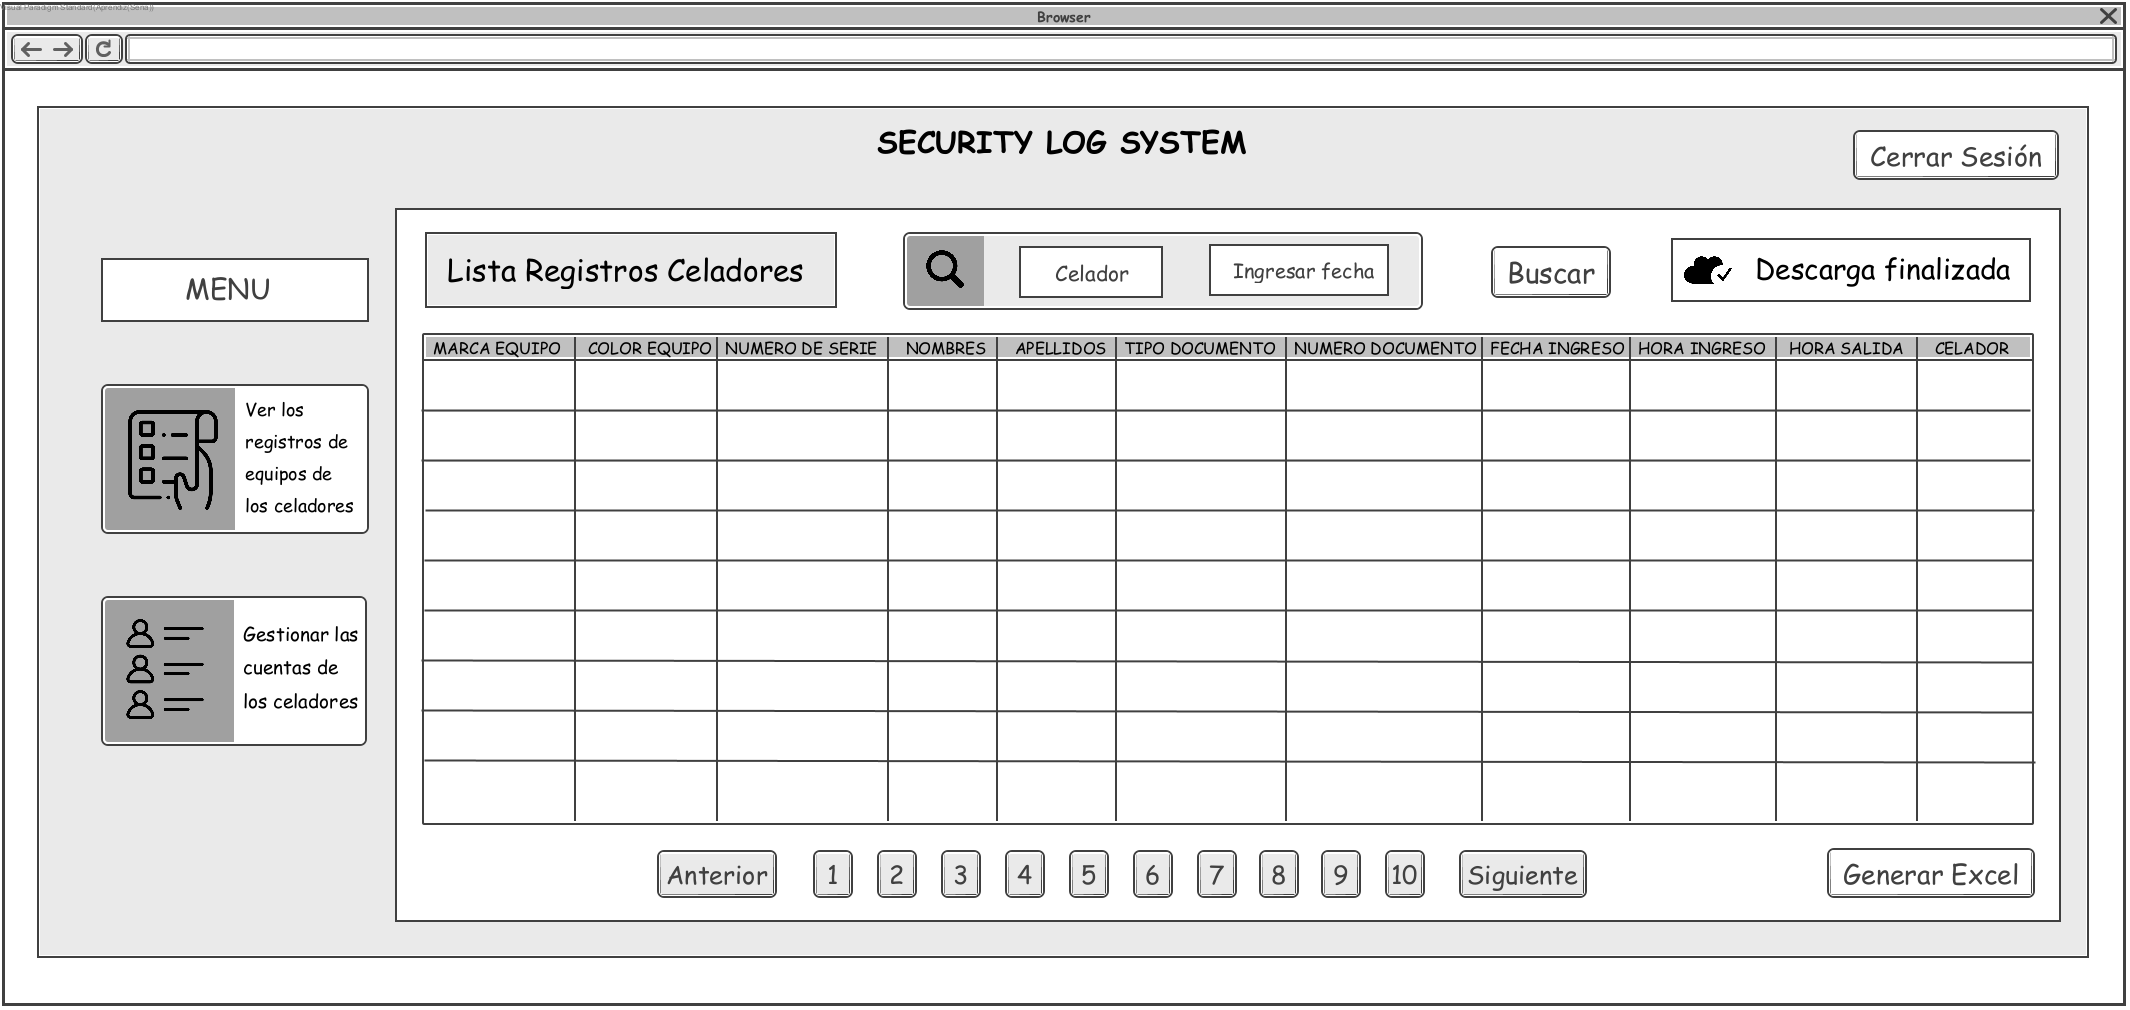 Visual Paradigm Standard(Aprendiz(Sena))
Browser
SECURITY LOG SYSTEM
Cerrar Sesión
MENU
Lista Registros Celadores
Celador
Ingresar fecha
Buscar
Descarga finalizada
MARCA EQUIPO COLOR EQUIPO NUMERO DE SERIE NOMBRES APELLIDOS TIPO DOCUMENTO NUMERO DOCUMENTO FECHA INGRESO HORA INGRESO HORA SALIDA CELADOR
Ver los
registros de
equipos de
los celadores
Gestionar las
cuentas de
los celadores
Anterior 1 2 3 4 5 6 7 8 9 10 Siguiente
Generar Excel